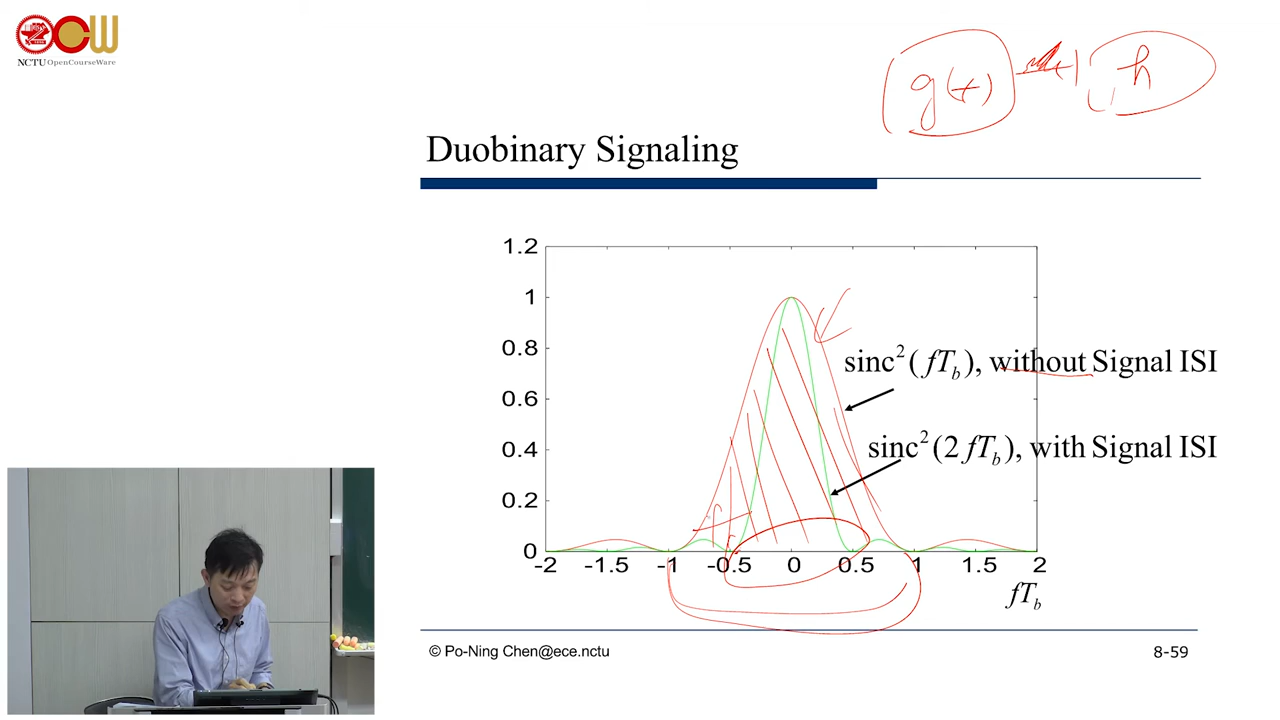 NCTU OpenCourseWare
g(t)
h
Duobinary Signaling
1.2
1
0.8
0.6
0.4
0.2
0
sinc²(fT_b), without Signal ISI
sinc²(2fT_b), with Signal ISI
-2 -1.5 -1 -0.5 0 0.5 1 1.5 2
fT_b
© Po-Ning Chen@ece.nctu
8-59